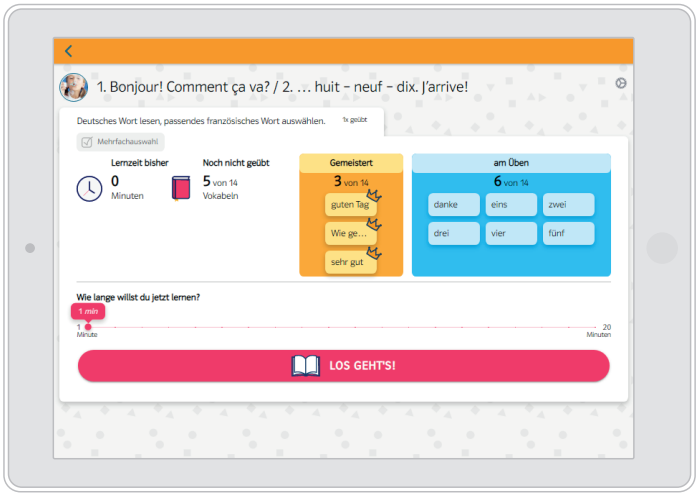 1. Bonjour! Comment ça va? / 2. ... huit – neuf – dix. J'arrive!
Deutsches Wort lesen, passendes französisches Wort auswählen.
1x geübt
Mehrfachauswahl
Lernzeit bisher
0
Minuten
Noch nicht geübt
5 von 14
Vokabeln
Gemeistert
3 von 14
guten Tag
Wie ge...
sehr gut
am Üben
6 von 14
danke
eins
zwei
drei
vier
fünf
Wie lange willst du jetzt lernen?
1 min
1
Minute
20
Minuten
LOS GEHT'S!